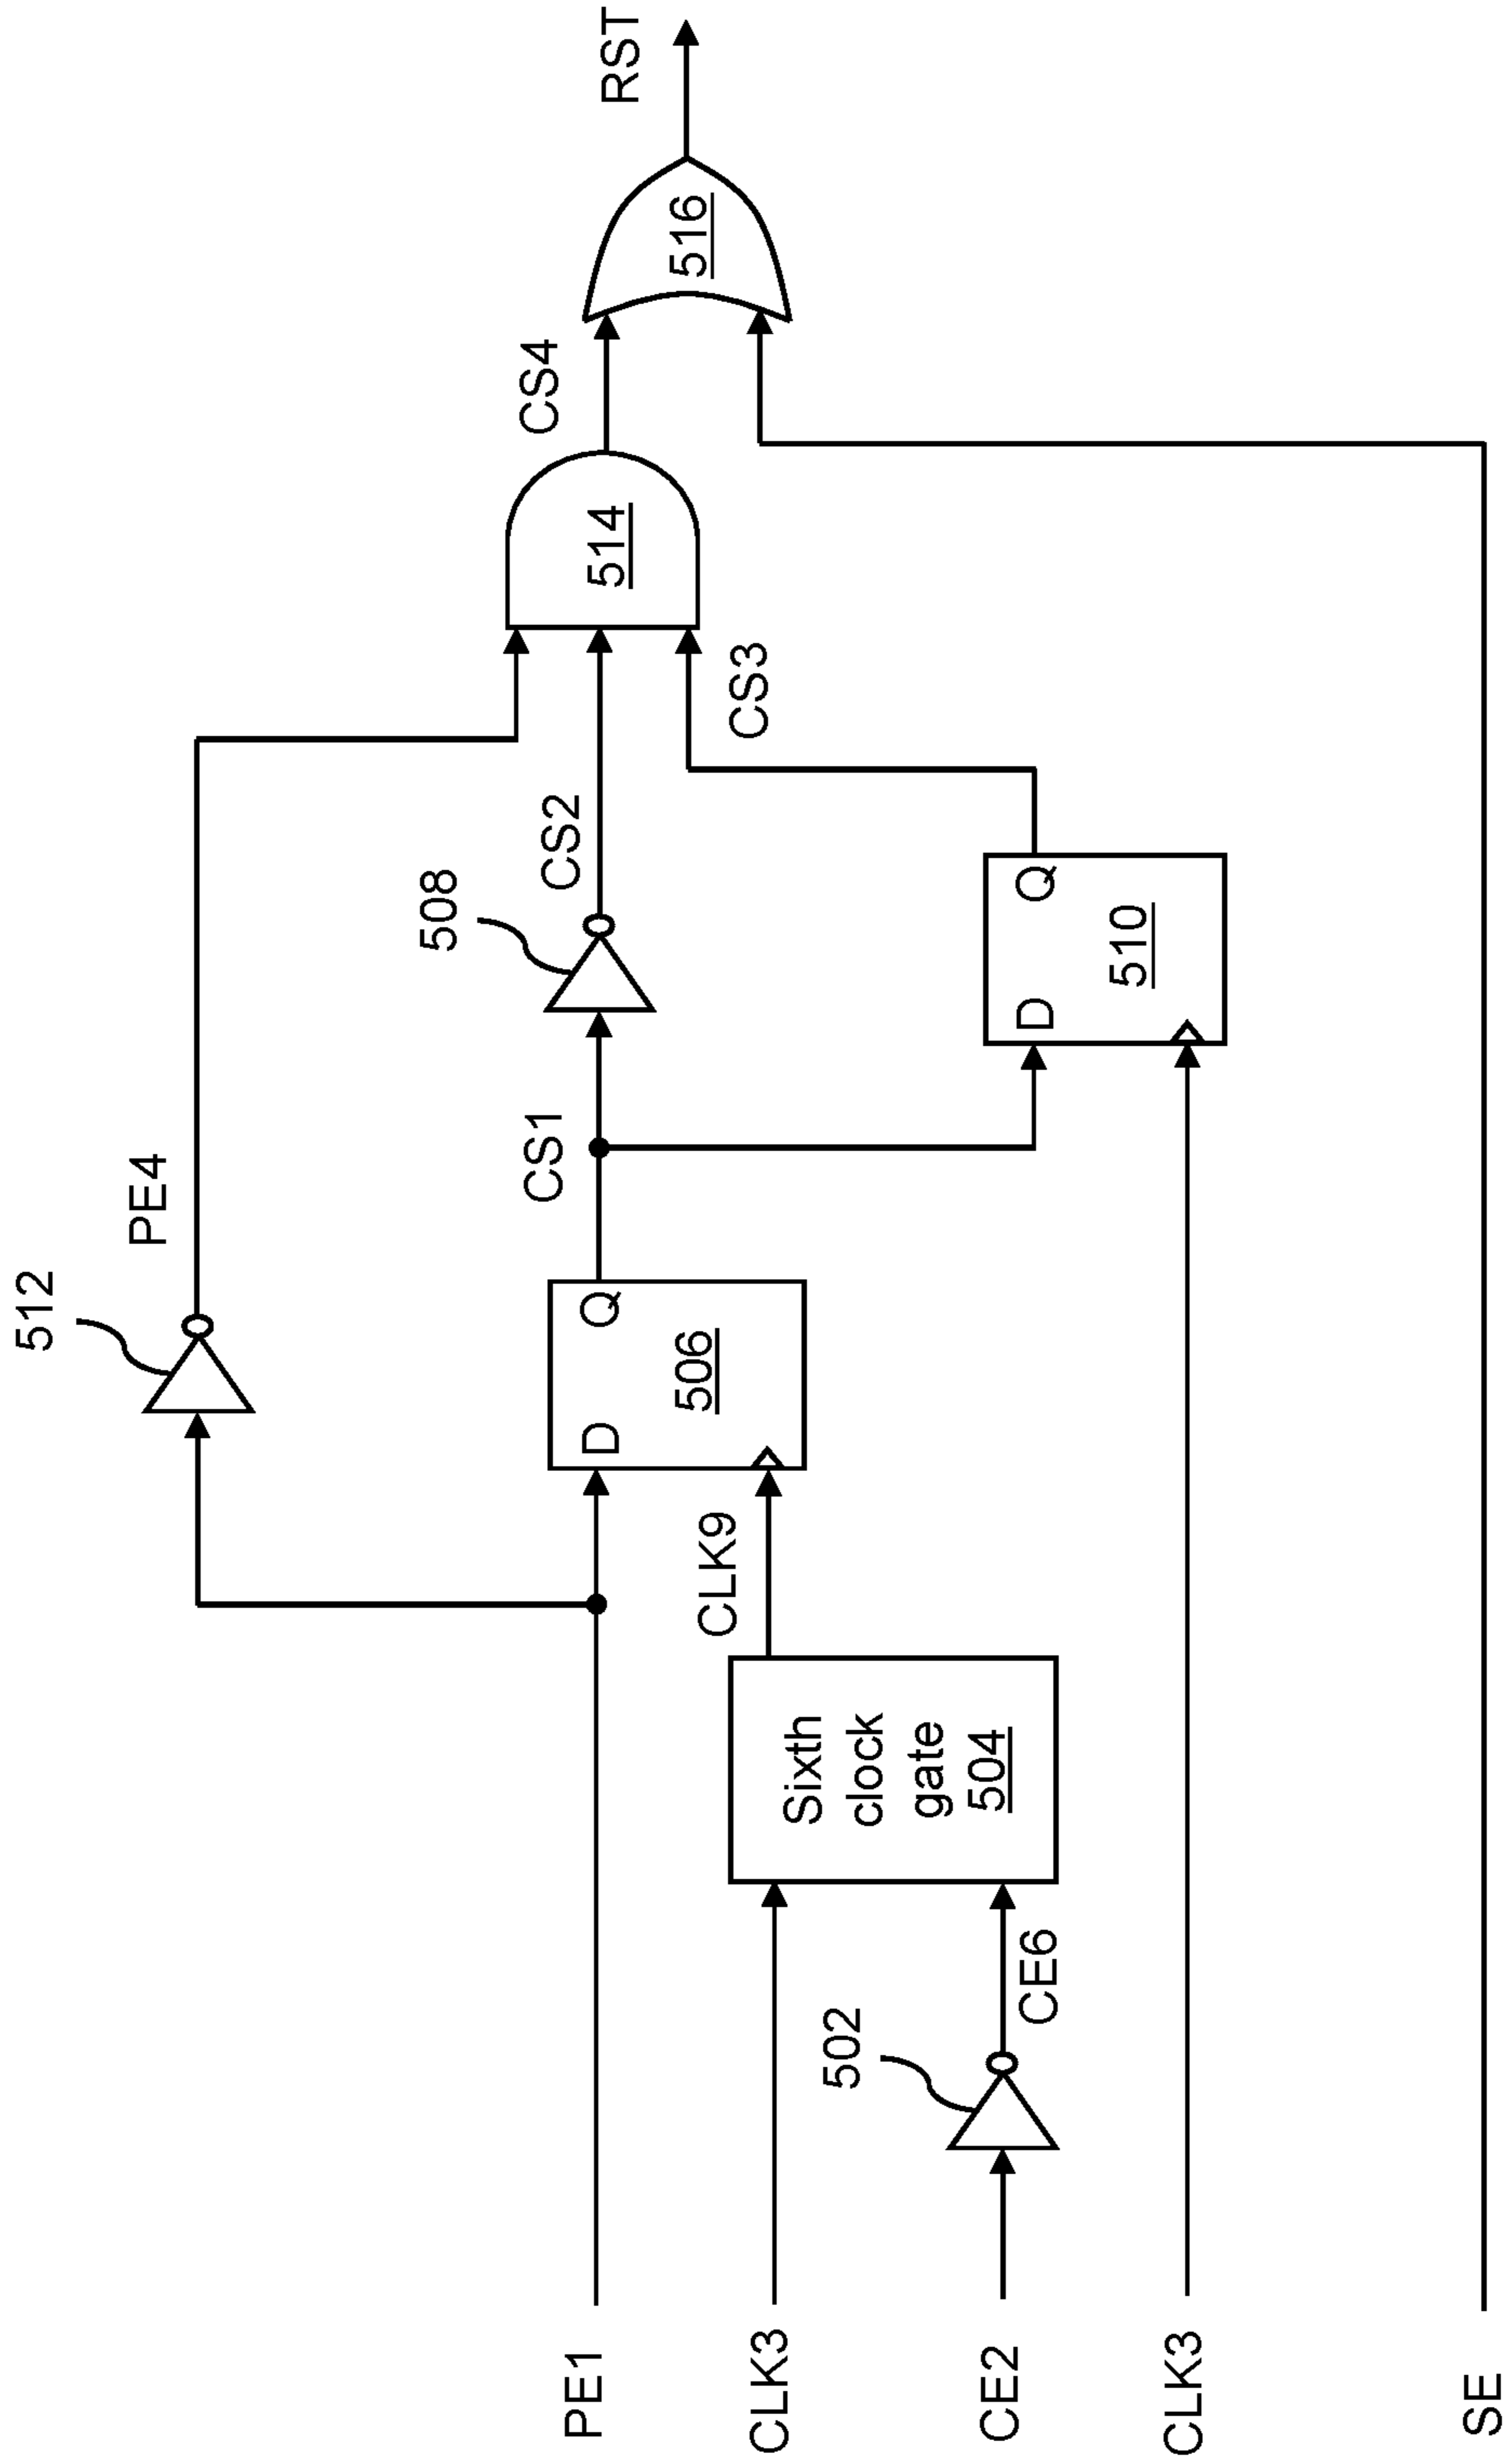 512
PE4
508
CS2
CS4
RST
CS1
514
516
PE1
D
Q
506
CLK9
CS3
CLK3
Sixth
clock
gate
504
502
CE2
CE6
D
Q
510
CLK3
SE